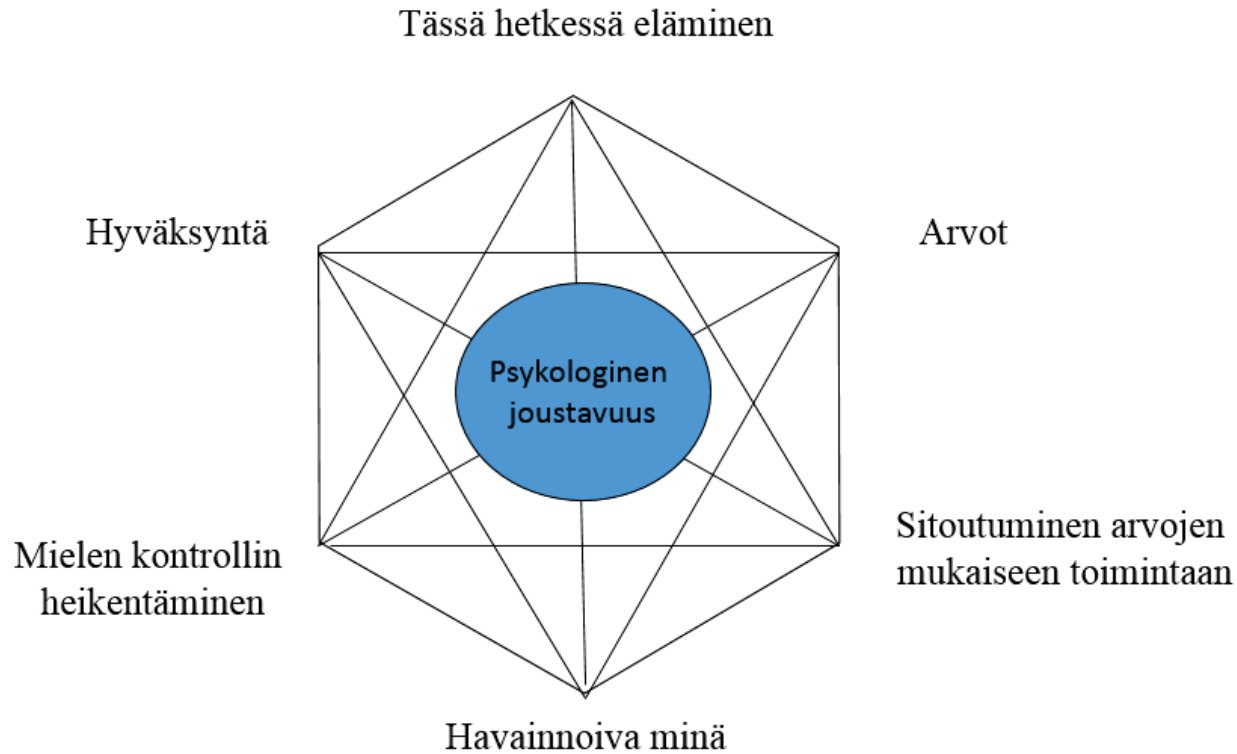 Tässä hetkessä eläminen
Hyväksyntä
Arvot
Psykologinen
joustavuus
Mielen kontrollin
heikentäminen
Sitoutuminen arvojen
mukaiseen toimintaan
Havainnoiva minä